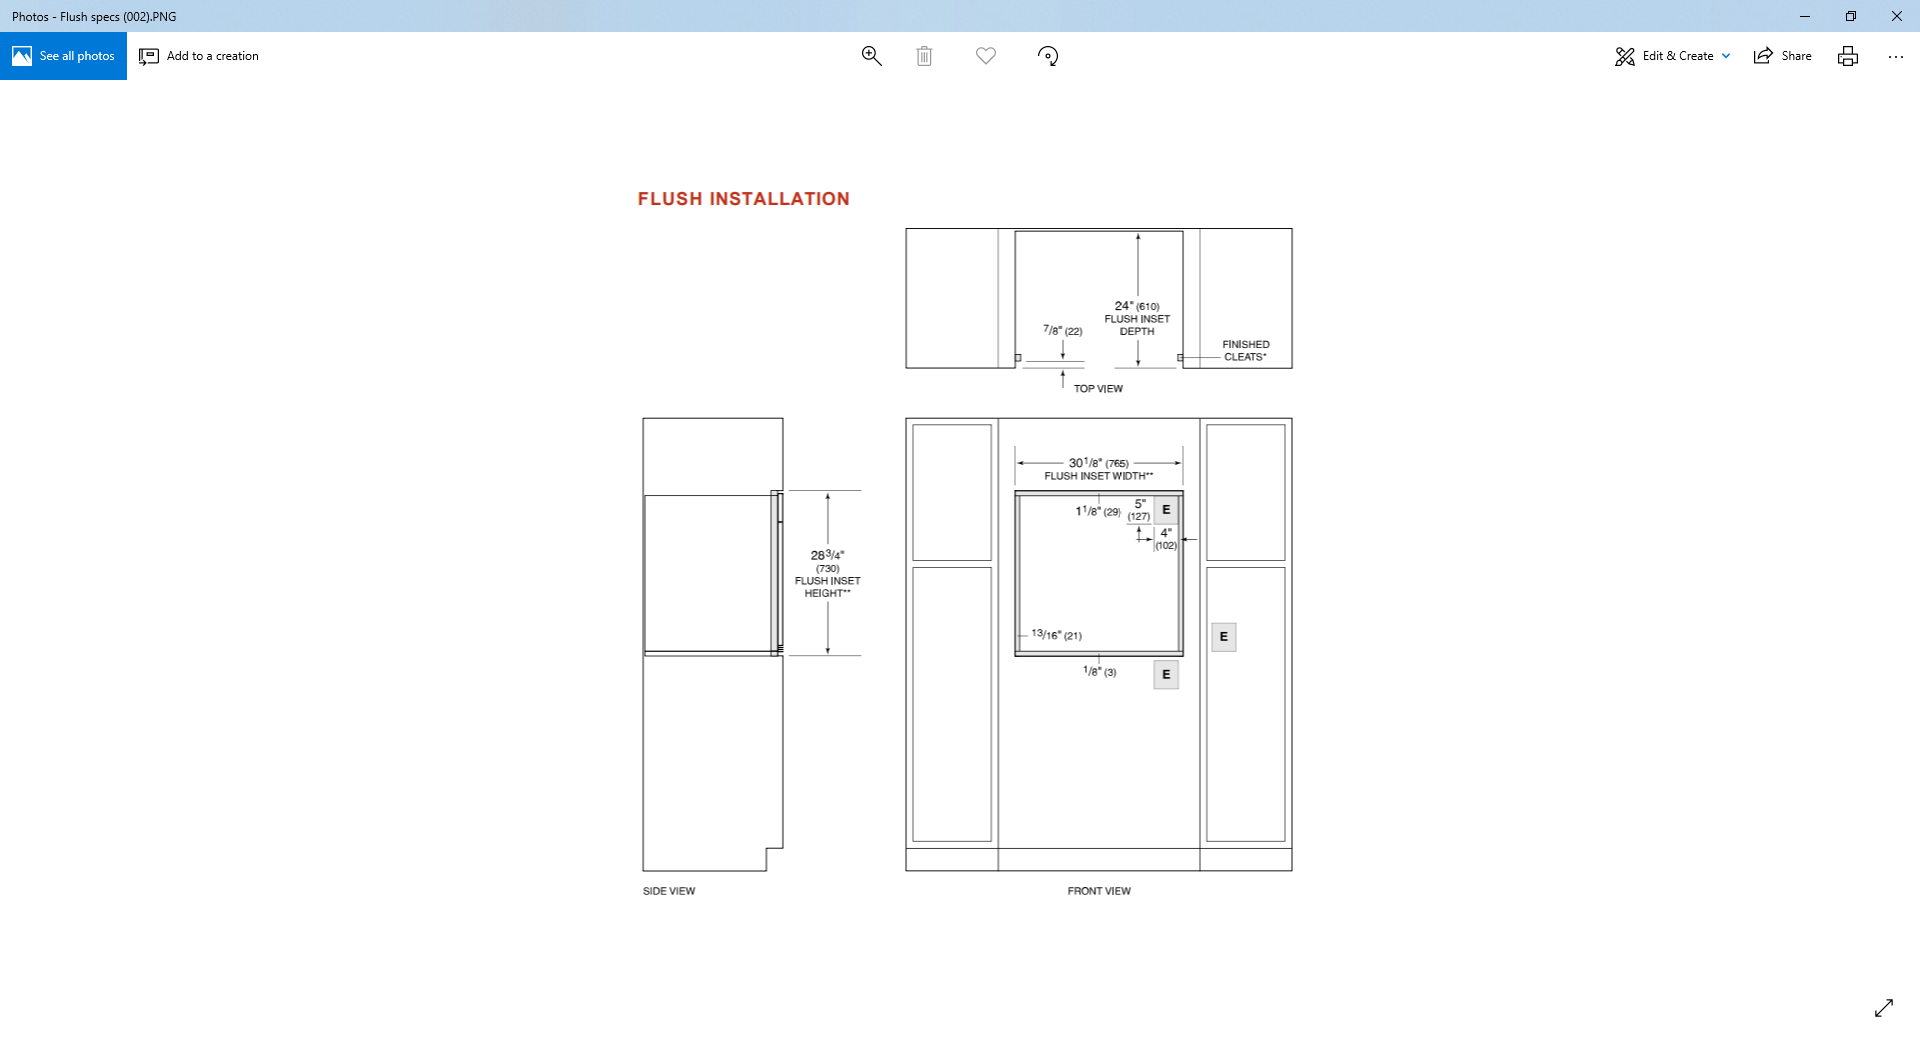 Photos - Flush specs (002).PNG
See all photos
Add to a creation
Edit & Create
Share
FLUSH INSTALLATION
24" (610)
FLUSH INSET
DEPTH
7/8" (22)
FINISHED
CLEATS*
TOP VIEW
30 1/8" (765)
FLUSH INSET WIDTH**
1 1/8" (29)
5"
(127)
E
4"
(102)
28 3/4"
(730)
FLUSH INSET
HEIGHT**
13/16" (21)
E
1/8" (3)
E
SIDE VIEW
FRONT VIEW